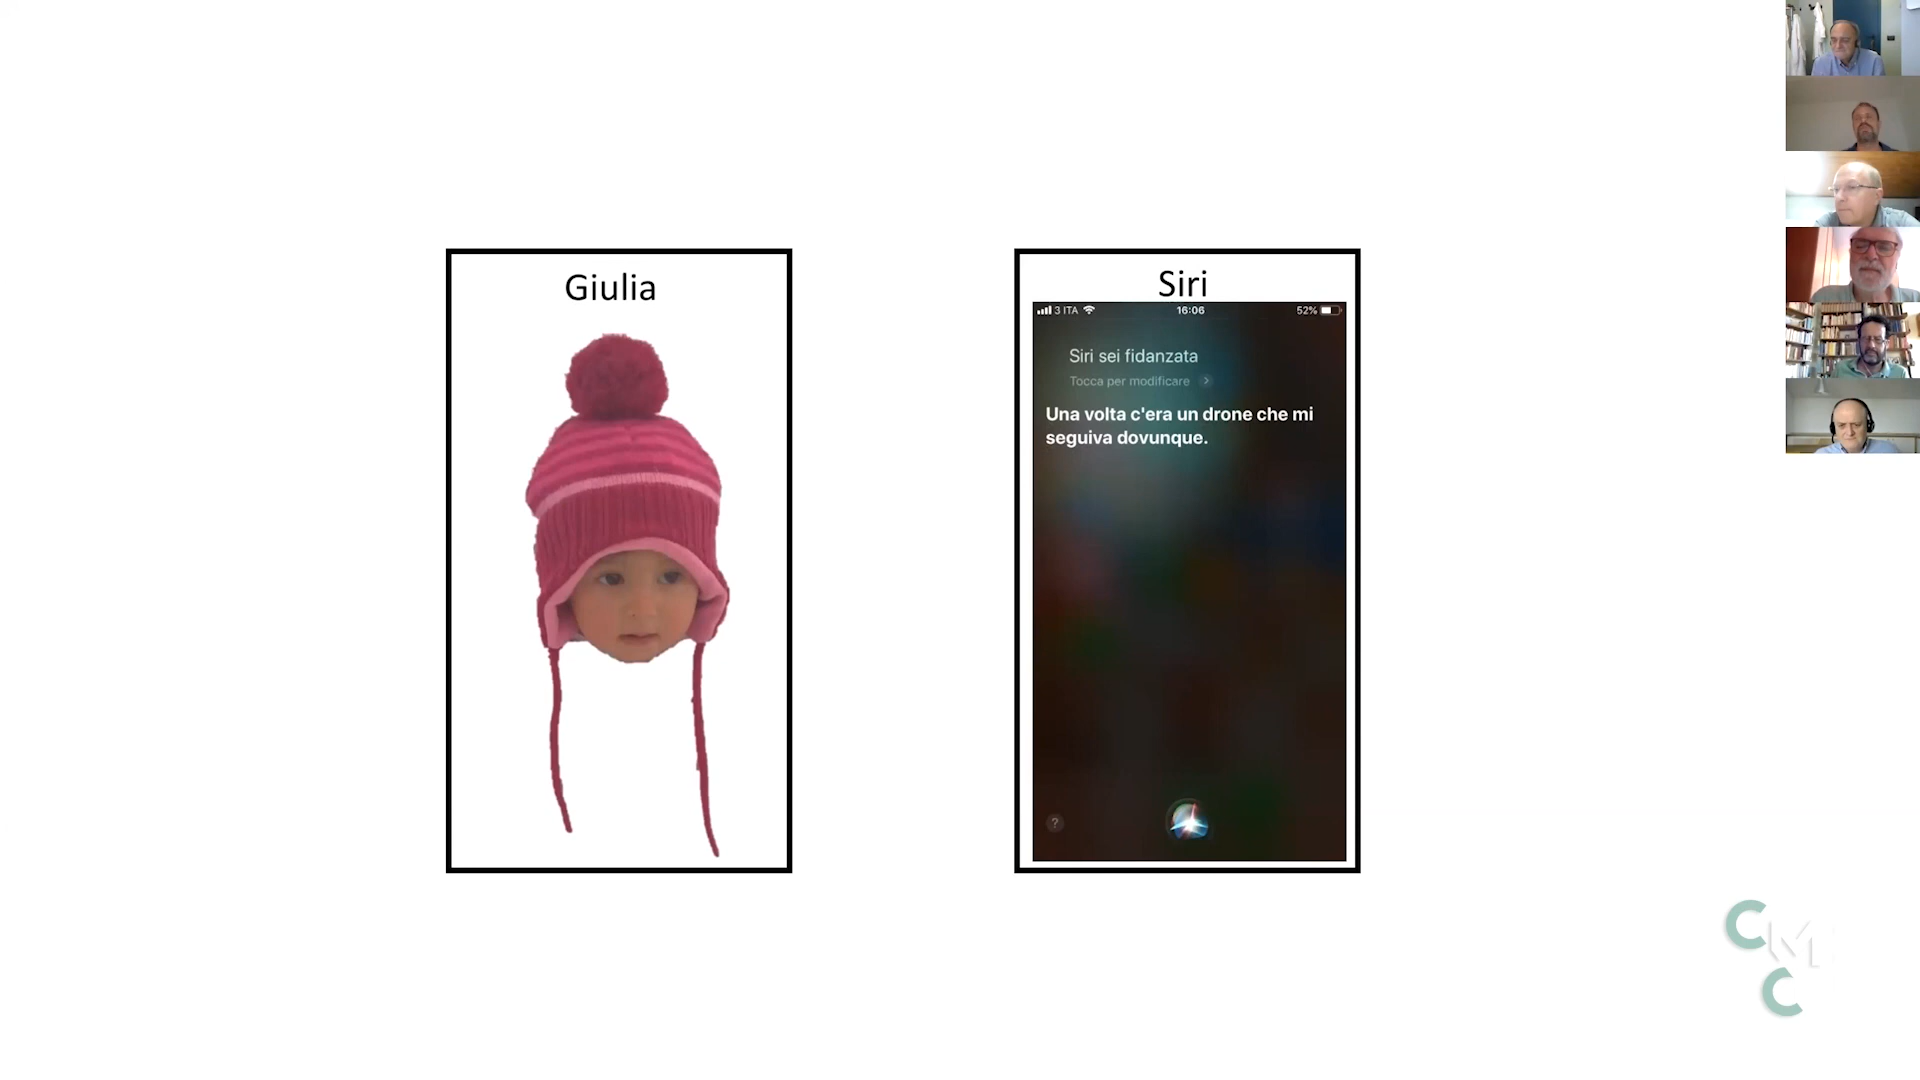 Giulia
Siri
3 ITA
16:06
52%
Siri sei fidanzata
Tocca per modificare
Una volta c'era un drone che mi
seguiva dovunque.
?
C
M
C